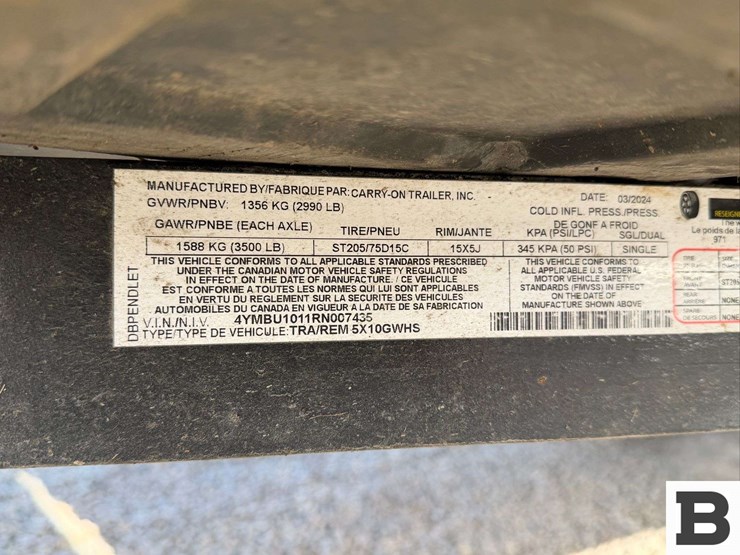 MANUFACTURED BY/FABRIQUE PAR: CARRY-ON TRAILER, INC.
DATE: 03/2024
GVWR/PNBV: 1356 KG (2990 LB)
COLD INFL. PRESS./PRESS.
DE GONF A FROID
GAWR/PNBE (EACH AXLE) TIRE/PNEU RIM/JANTE KPA (PSI/LPC) SGL/DUAL
1588 KG (3500 LB) ST205/75D15C 15X5J 345 KPA (50 PSI) SINGLE
THIS VEHICLE CONFORMS TO ALL APPLICABLE STANDARDS PRESCRIBED
UNDER THE CANADIAN MOTOR VEHICLE SAFETY REGULATIONS
IN EFFECT ON THE DATE OF MANUFACTURE. / CE VEHICULE
EST CONFORME A TOUTES LES NORMES QUI LUI SONT APPLICABLES
EN VERTU DU REGLEMENT SUR LA SECURITE DES VEHICULES
AUTOMOBILES DU CANADA EN VIGUEUR A LA DATE DE SA FABRICATION
THIS VEHICLE CONFORMS TO
ALL APPLICABLE U.S. FEDERAL
MOTOR VEHICLE SAFETY
STANDARDS (FMVSS) IN
EFFECT ON THE DATE OF
MANUFACTURE SHOWN ABOVE
V.I.N./N.I.V. 4YMBU1011RN007435
TYPE/TYPE DE VEHICULE: TRA/REM 5X10GWHS
DBPENDLET
The w
Le poids de la
971
NONE
NONE
B